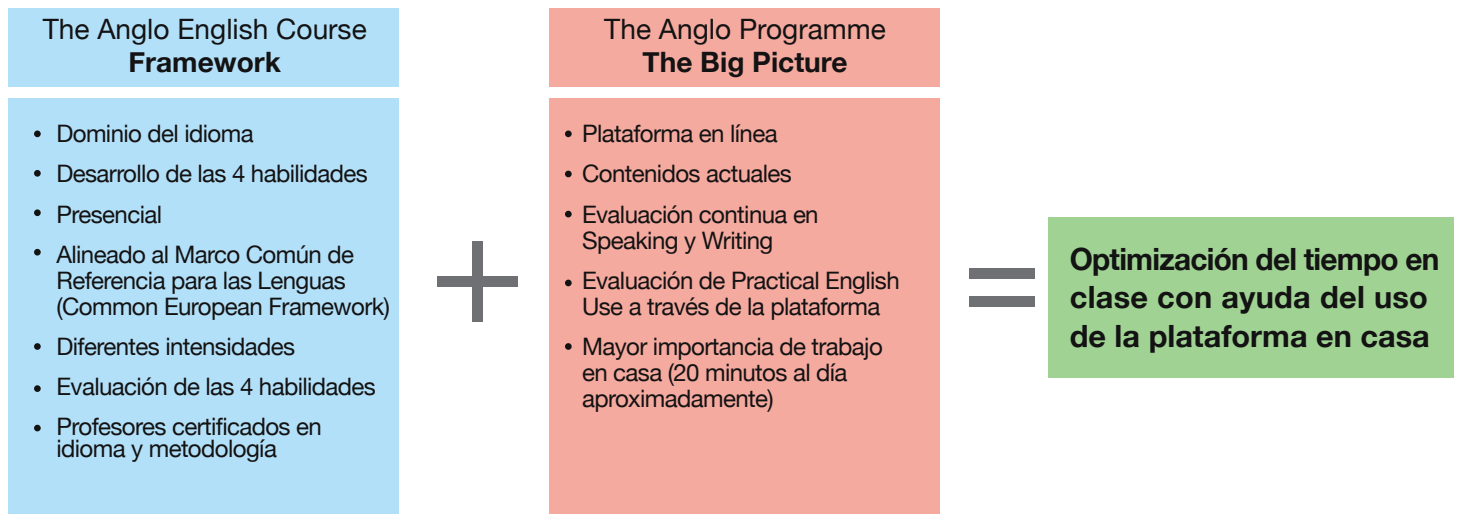 The Anglo English Course
Framework
• Dominio del idioma
• Desarrollo de las 4 habilidades
• Presencial
• Alineado al Marco Común de
Referencia para las Lenguas
(Common European Framework)
• Diferentes intensidades
• Evaluación de las 4 habilidades
• Profesores certificados en
idioma y metodología
+
The Anglo Programme
The Big Picture
• Plataforma en línea
• Contenidos actuales
• Evaluación continua en
Speaking y Writing
• Evaluación de Practical English
Use a través de la plataforma
• Mayor importancia de trabajo
en casa (20 minutos al día
aproximadamente)
=
Optimización del tiempo en
clase con ayuda del uso
de la plataforma en casa